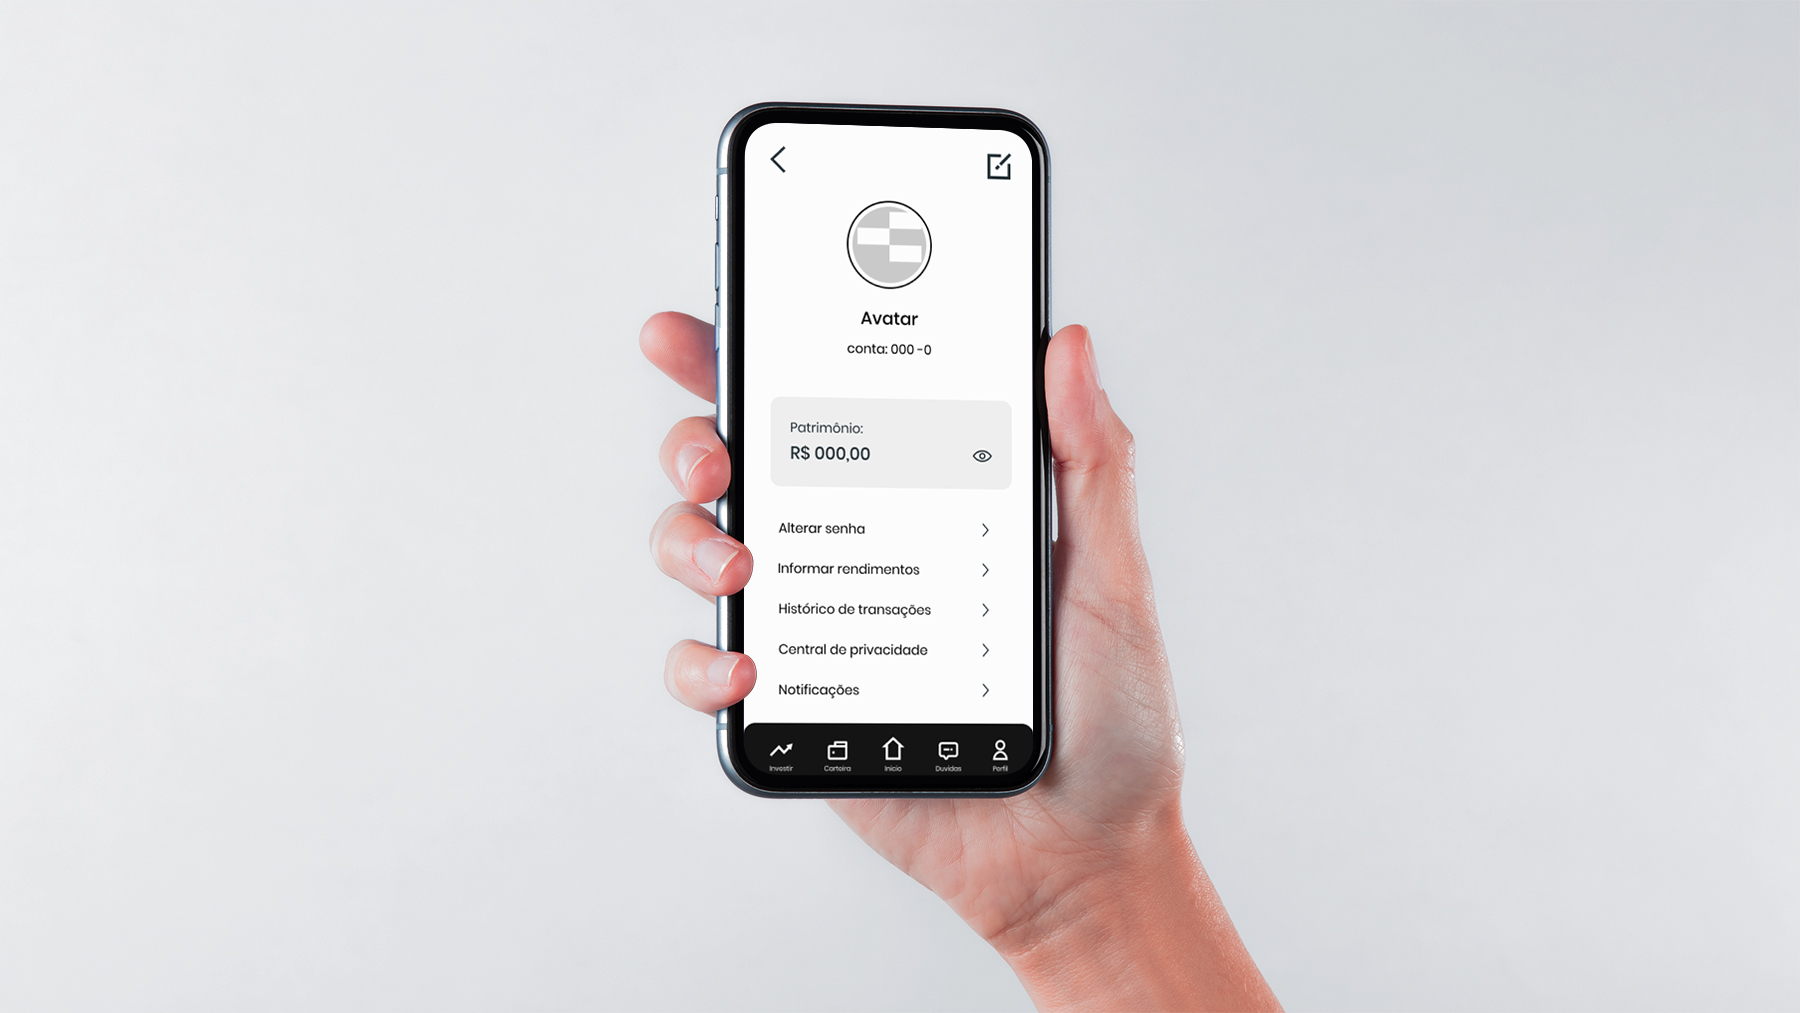 Avatar
conta: 000 -0
Patrimônio:
R$ 000,00
Alterar senha
Informar rendimentos
Histórico de transações
Central de privacidade
Notificações
Investir Carteira Inicio Duvidas Perfil